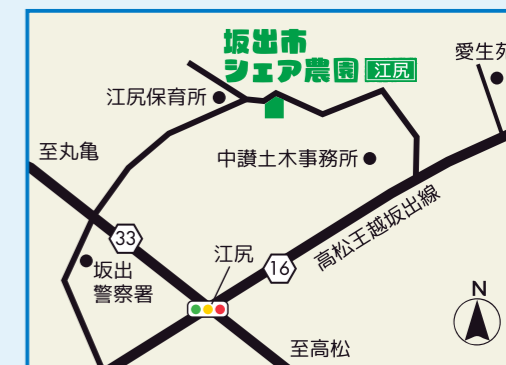 坂出市
シェア農園 江尻
愛生苑
江尻保育所
至丸亀
中讃土木事務所
33
高松王越坂出線
江尻
16
坂出
警察署
N
至高松